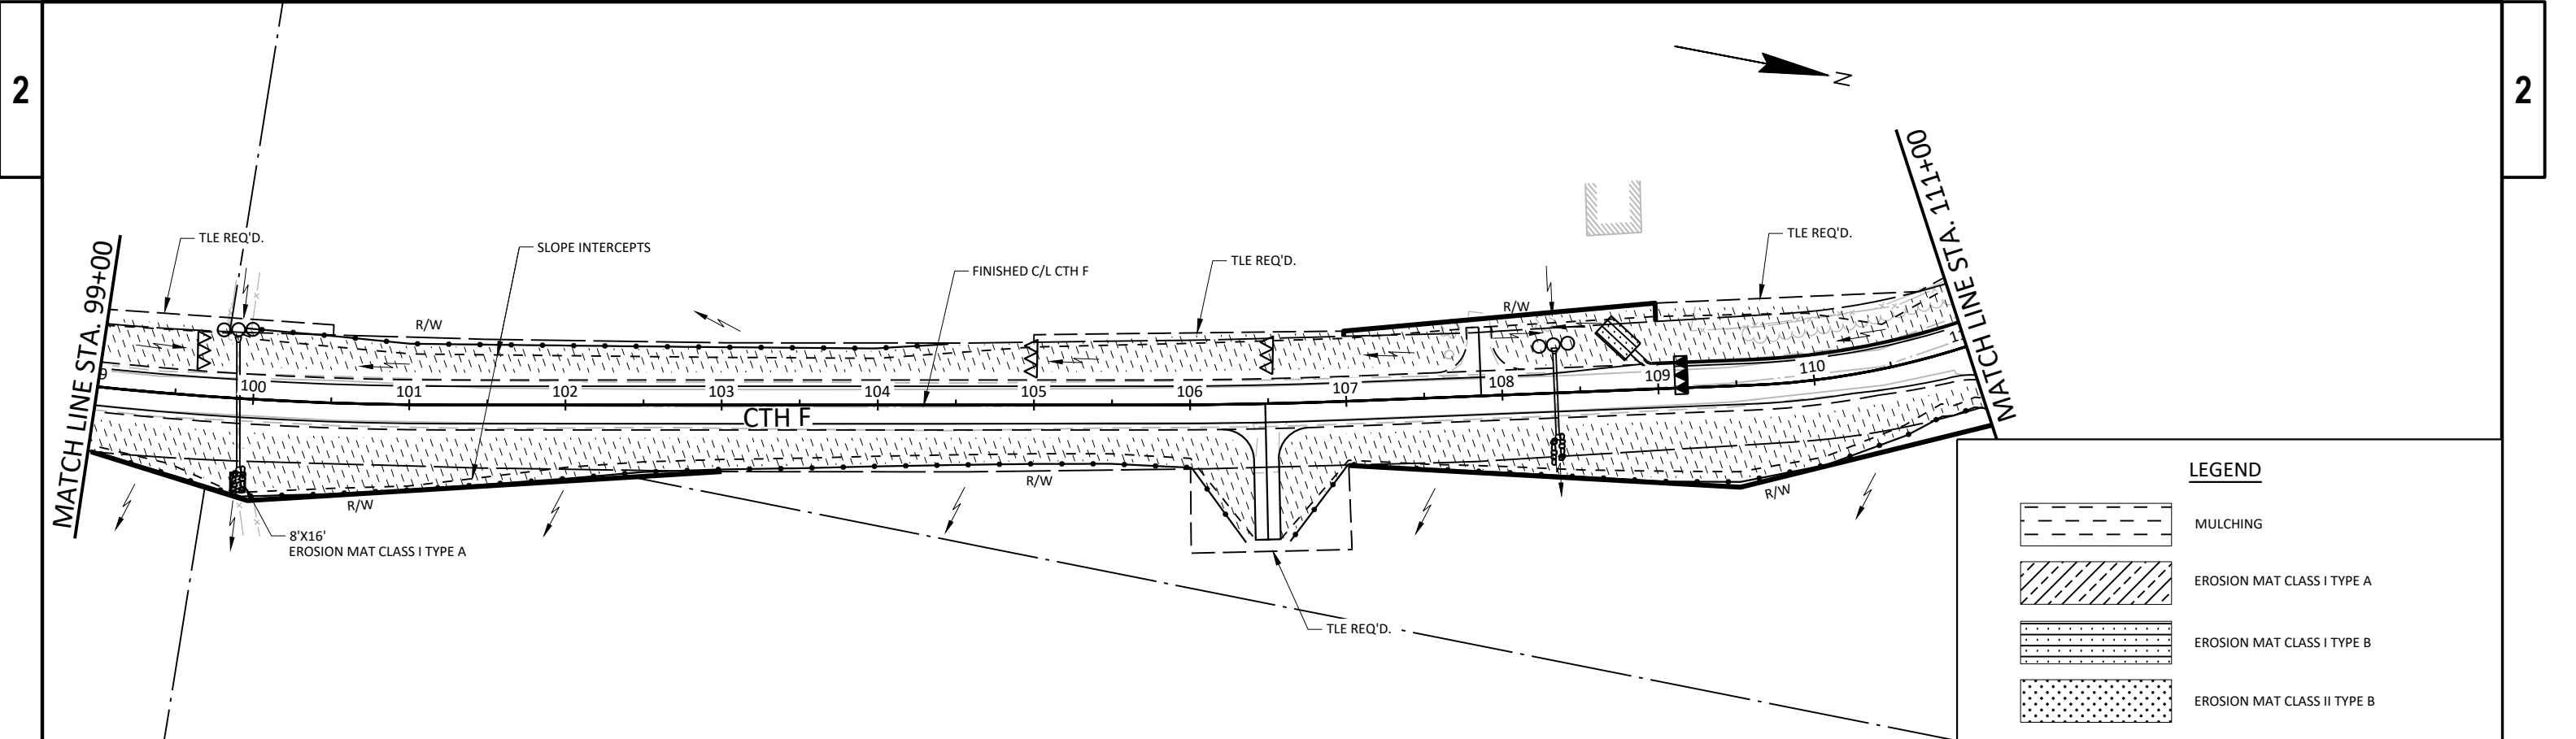 2
2
N
MATCH LINE STA. 99+00
MATCH LINE STA. 111+00
TLE REQ'D.
SLOPE INTERCEPTS
FINISHED C/L CTH F
TLE REQ'D.
TLE REQ'D.
R/W
R/W
9
100
101
102
103
104
105
106
107
108
109
110
11
CTH F
R/W
R/W
R/W
8'X16'
EROSION MAT CLASS I TYPE A
TLE REQ'D.
LEGEND
MULCHING
EROSION MAT CLASS I TYPE A
EROSION MAT CLASS I TYPE B
EROSION MAT CLASS II TYPE B